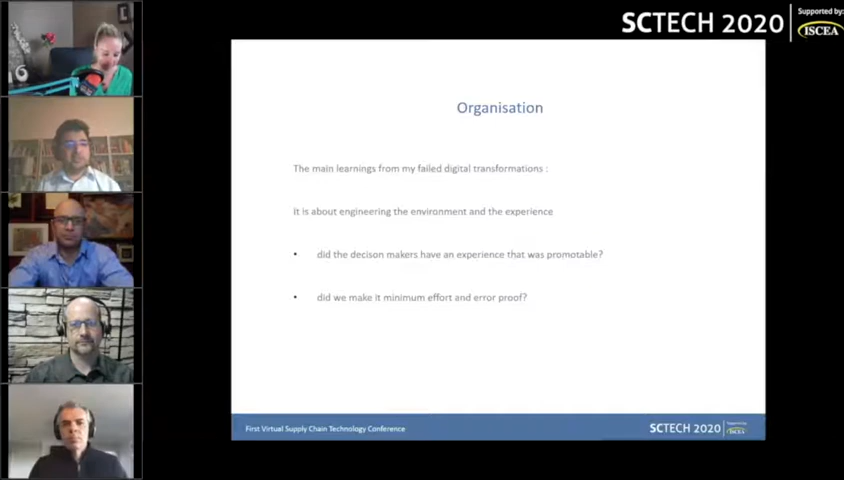 SCTECH 2020
Supported by:
ISCEA
Organisation
The main learnings from my failed digital transformations :
It is about engineering the environment and the experience
• did the decison makers have an experience that was promotable?
• did we make it minimum effort and error proof?
First Virtual Supply Chain Technology Conference
SCTECH 2020
ISCEA